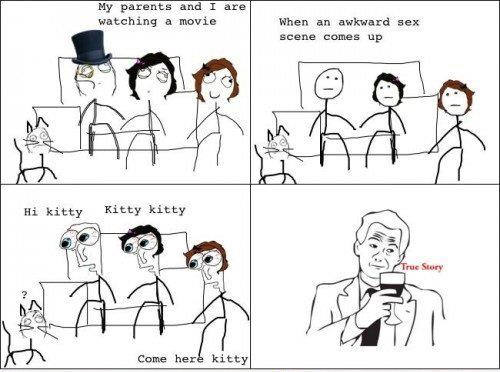 My parents and I are
watching a movie
When an awkward sex
scene comes up
Hi kitty
Kitty kitty
?
Come here kitty
True Story